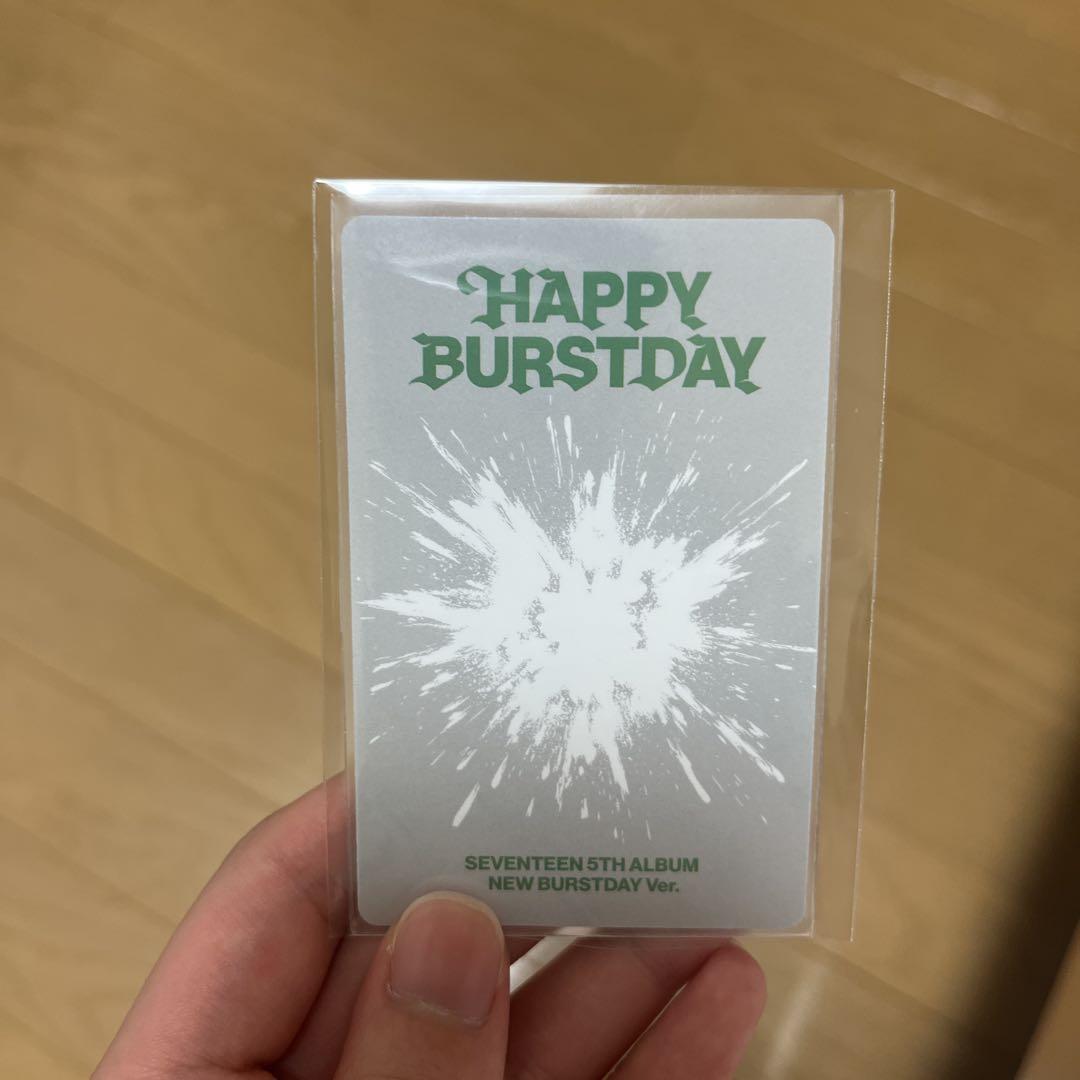 HAPPY
BURSTDAY
SEVENTEEN 5TH ALBUM
NEW BURSTDAY Ver.